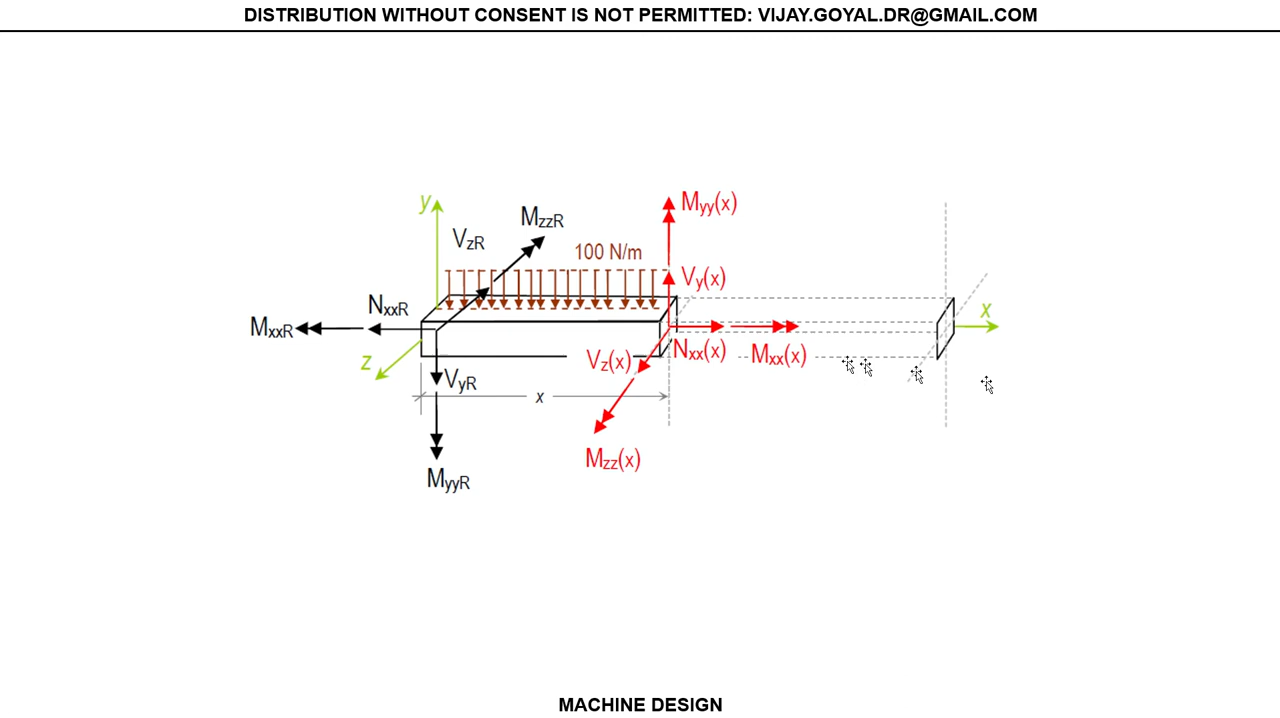 DISTRIBUTION WITHOUT CONSENT IS NOT PERMITTED: VIJAY.GOYAL.DR@GMAIL.COM
y
MzzR
Myy(x)
VzR
100 N/m
Vy(x)
NxxR
x
MxxR
z
Vz(x)
Nxx(x)
Mxx(x)
VyR
x
Mzz(x)
MyyR
MACHINE DESIGN